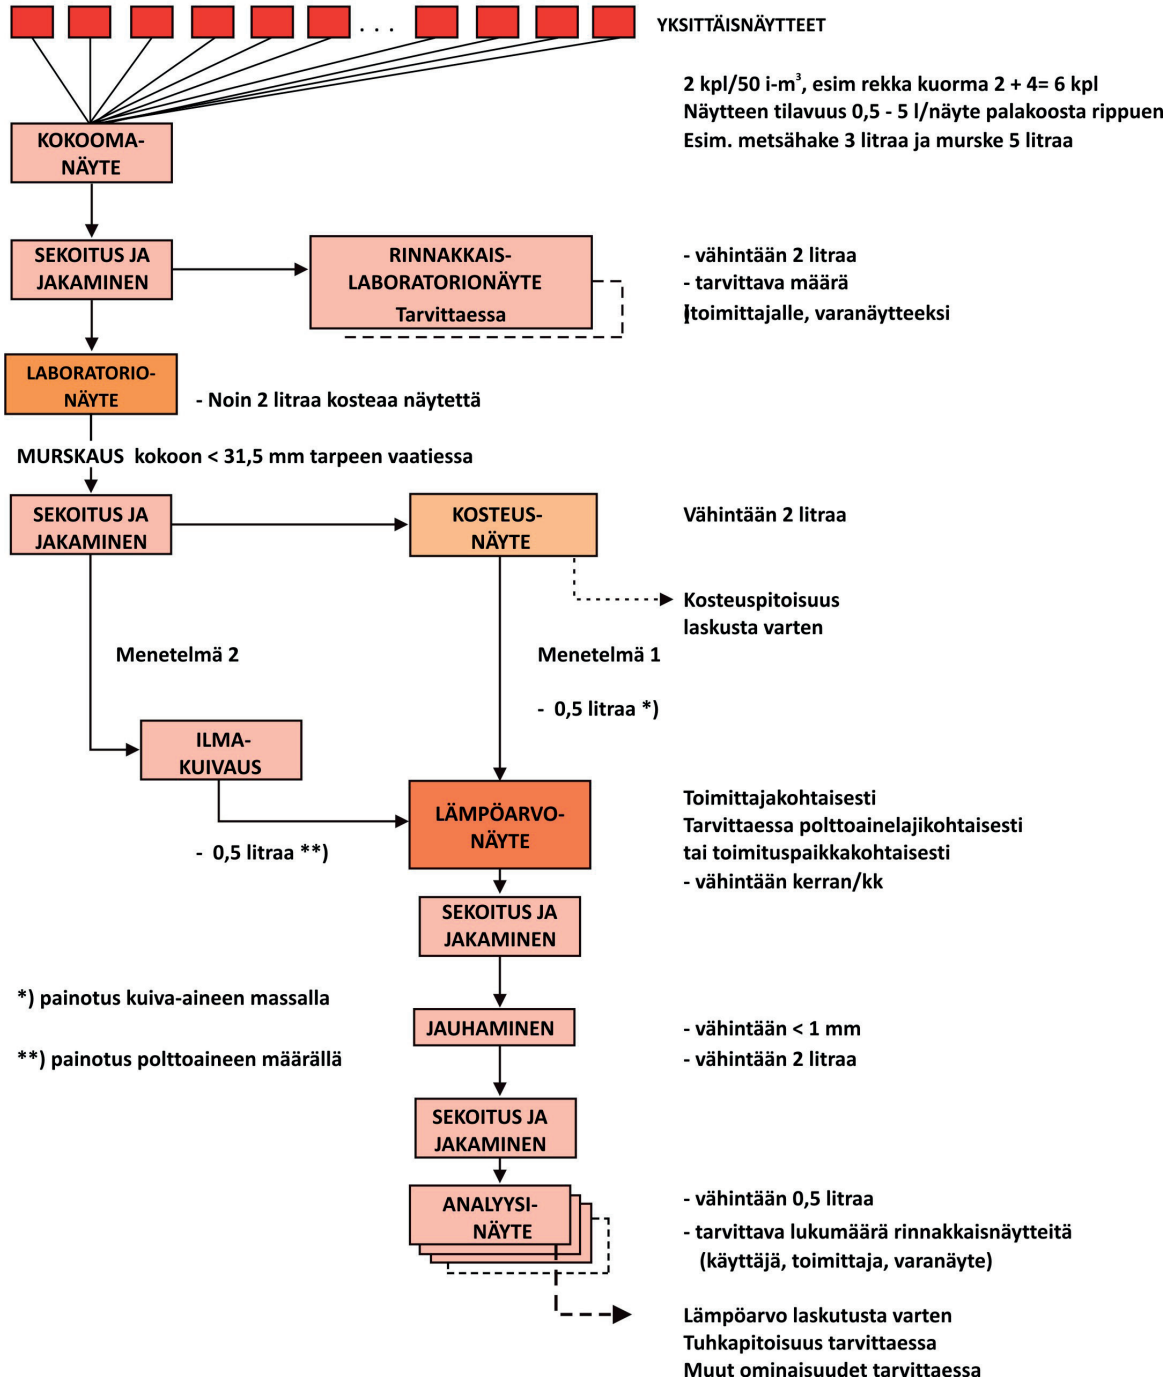 YKSITTÄISNÄYTTEET
2 kpl/50 i-m³, esim rekka kuorma 2 + 4= 6 kpl
Näytteen tilavuus 0,5 - 5 l/näyte palakoosta rippuen
Esim. metsähake 3 litraa ja murske 5 litraa
KOKOOMA-
NÄYTE
SEKOITUS JA
JAKAMINEN
RINNAKKAIS-
LABORATORIONÄYTE
Tarvittaessa
- vähintään 2 litraa
- tarvittava määrä
(toimittajalle, varanäytteeksi
LABORATORIO-
NÄYTE
- Noin 2 litraa kosteaa näytettä
MURSKAUS kokoon < 31,5 mm tarpeen vaatiessa
SEKOITUS JA
JAKAMINEN
KOSTEUS-
NÄYTE
Vähintään 2 litraa
Kosteuspitoisuus
laskusta varten
Menetelmä 2
Menetelmä 1
- 0,5 litraa *)
ILMA-
KUIVAUS
- 0,5 litraa **)
LÄMPÖARVO-
NÄYTE
Toimittajakohtaisesti
Tarvittaessa polttoainelajikohtaisesti
tai toimituspaikkakohtaisesti
- vähintään kerran/kk
SEKOITUS JA
JAKAMINEN
*) painotus kuiva-aineen massalla
**) painotus polttoaineen määrällä
JAUHAMINEN
- vähintään < 1 mm
- vähintään 2 litraa
SEKOITUS JA
JAKAMINEN
ANALYYSI-
NÄYTE
- vähintään 0,5 litraa
- tarvittava lukumäärä rinnakkaisnäytteitä
(käyttäjä, toimittaja, varanäyte)
Lämpöarvo laskutusta varten
Tuhkapitoisuus tarvittaessa
Muut ominaisuudet tarvittaessa